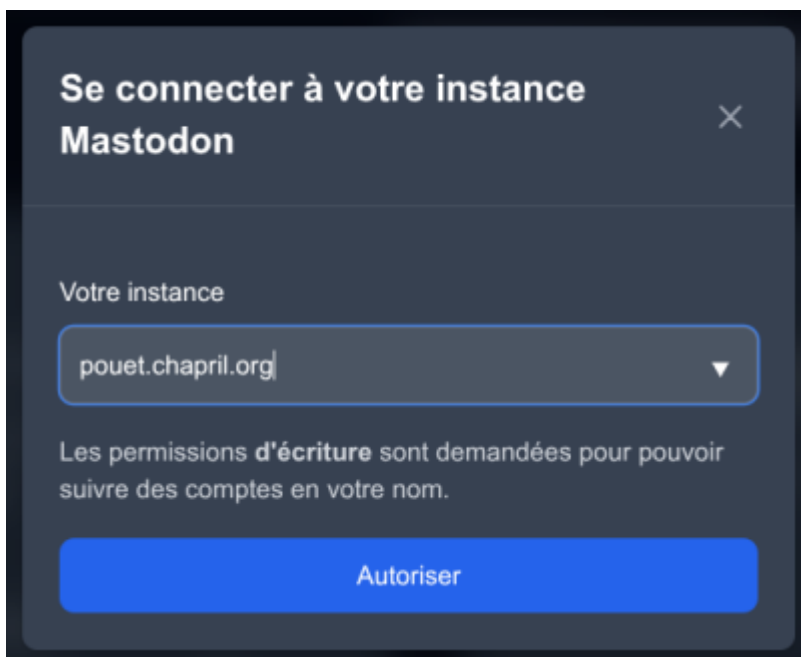 Se connecter à votre instance
Mastodon
Votre instance
pouet.chapril.org
Les permissions d'écriture sont demandées pour pouvoir
suivre des comptes en votre nom.
Autoriser